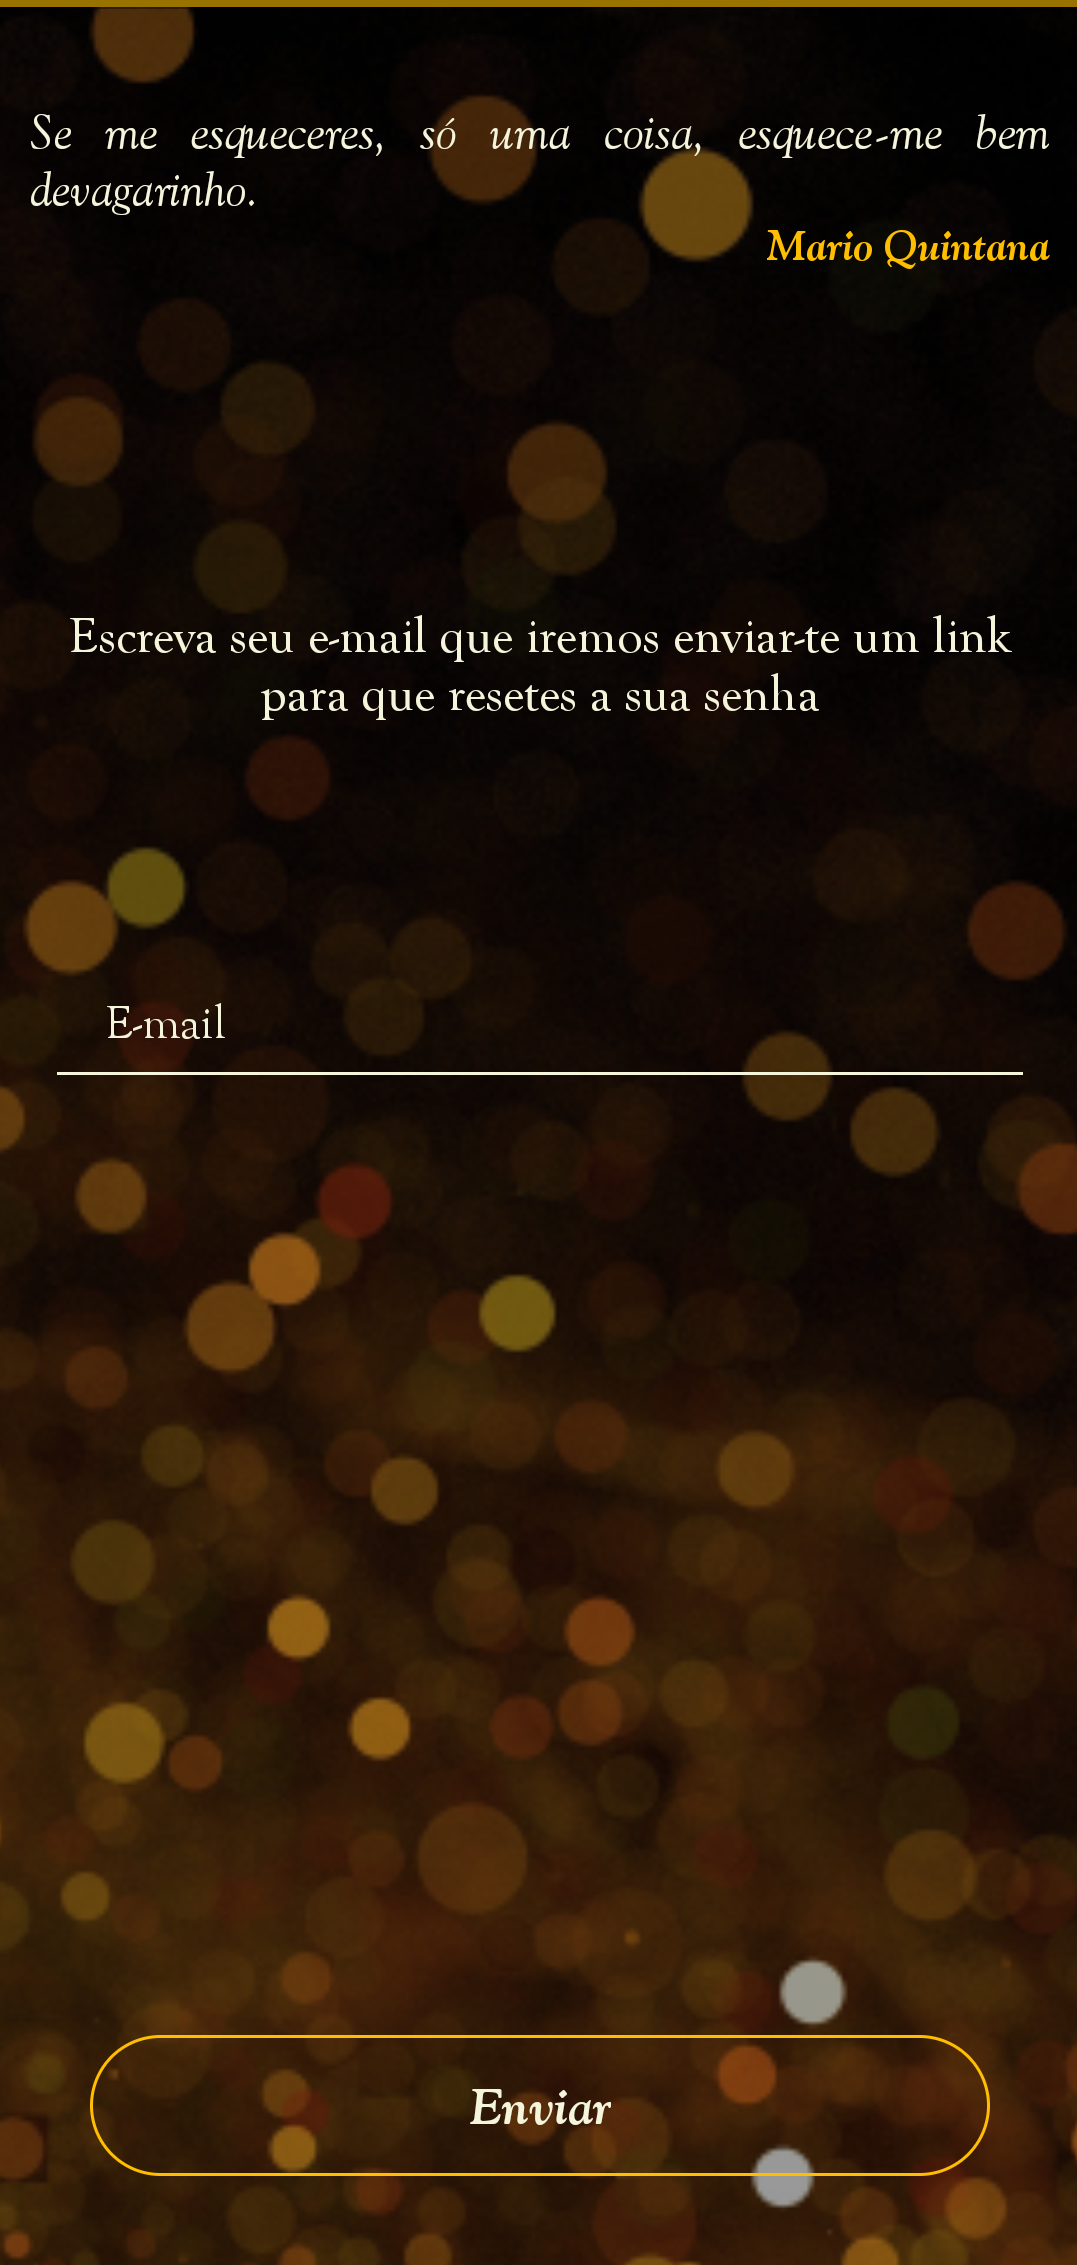 Se me esqueceres, só uma coisa, esquece-me bem
devagarinho.
Mario Quintana
Escreva seu e-mail que iremos enviar-te um link
para que resetes a sua senha
E-mail
Enviar